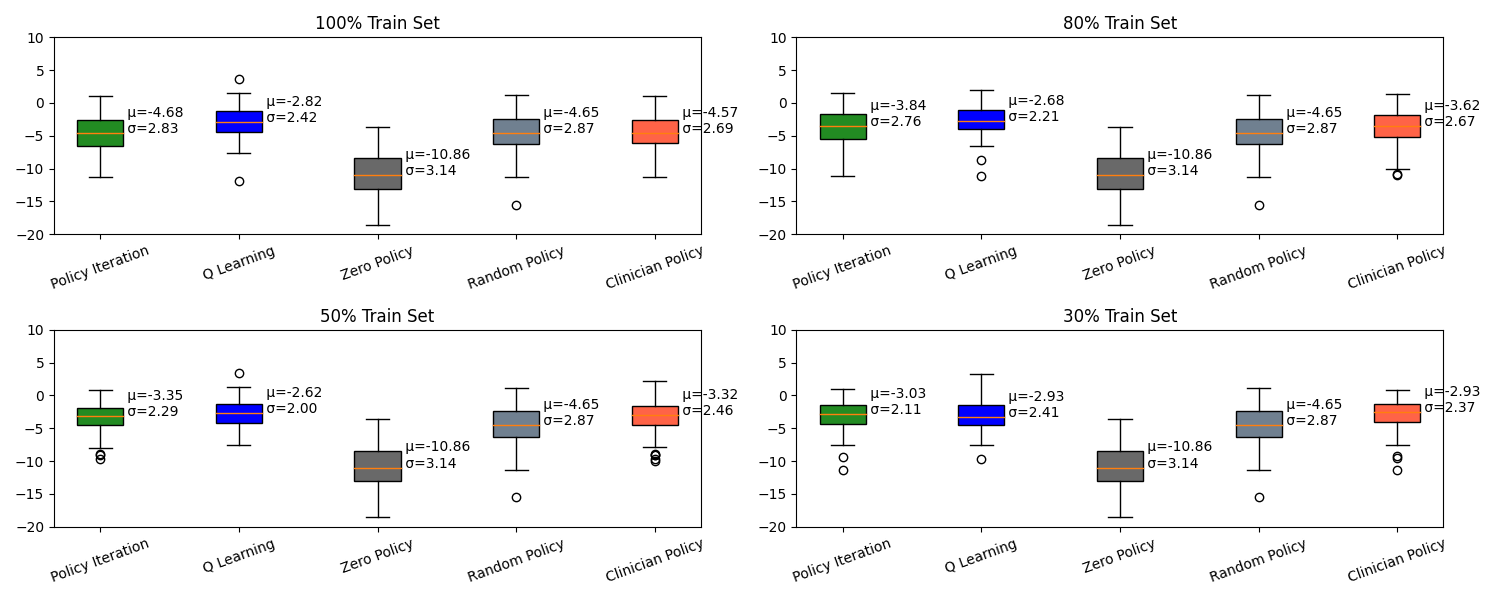 100% Train Set
10
5
0
−5
−10
−15
−20
μ=-4.68
σ=2.83
μ=-2.82
σ=2.42
μ=-10.86
σ=3.14
μ=-4.65
σ=2.87
μ=-4.57
σ=2.69
Policy Iteration
Q Learning
Zero Policy
Random Policy
Clinician Policy
80% Train Set
10
5
0
−5
−10
−15
−20
μ=-3.84
σ=2.76
μ=-2.68
σ=2.21
μ=-10.86
σ=3.14
μ=-4.65
σ=2.87
μ=-3.62
σ=2.67
Policy Iteration
Q Learning
Zero Policy
Random Policy
Clinician Policy
50% Train Set
10
5
0
−5
−10
−15
−20
μ=-3.35
σ=2.29
μ=-2.62
σ=2.00
μ=-10.86
σ=3.14
μ=-4.65
σ=2.87
μ=-3.32
σ=2.46
Policy Iteration
Q Learning
Zero Policy
Random Policy
Clinician Policy
30% Train Set
10
5
0
−5
−10
−15
−20
μ=-3.03
σ=2.11
μ=-2.93
σ=2.41
μ=-10.86
σ=3.14
μ=-4.65
σ=2.87
μ=-2.93
σ=2.37
Policy Iteration
Q Learning
Zero Policy
Random Policy
Clinician Policy